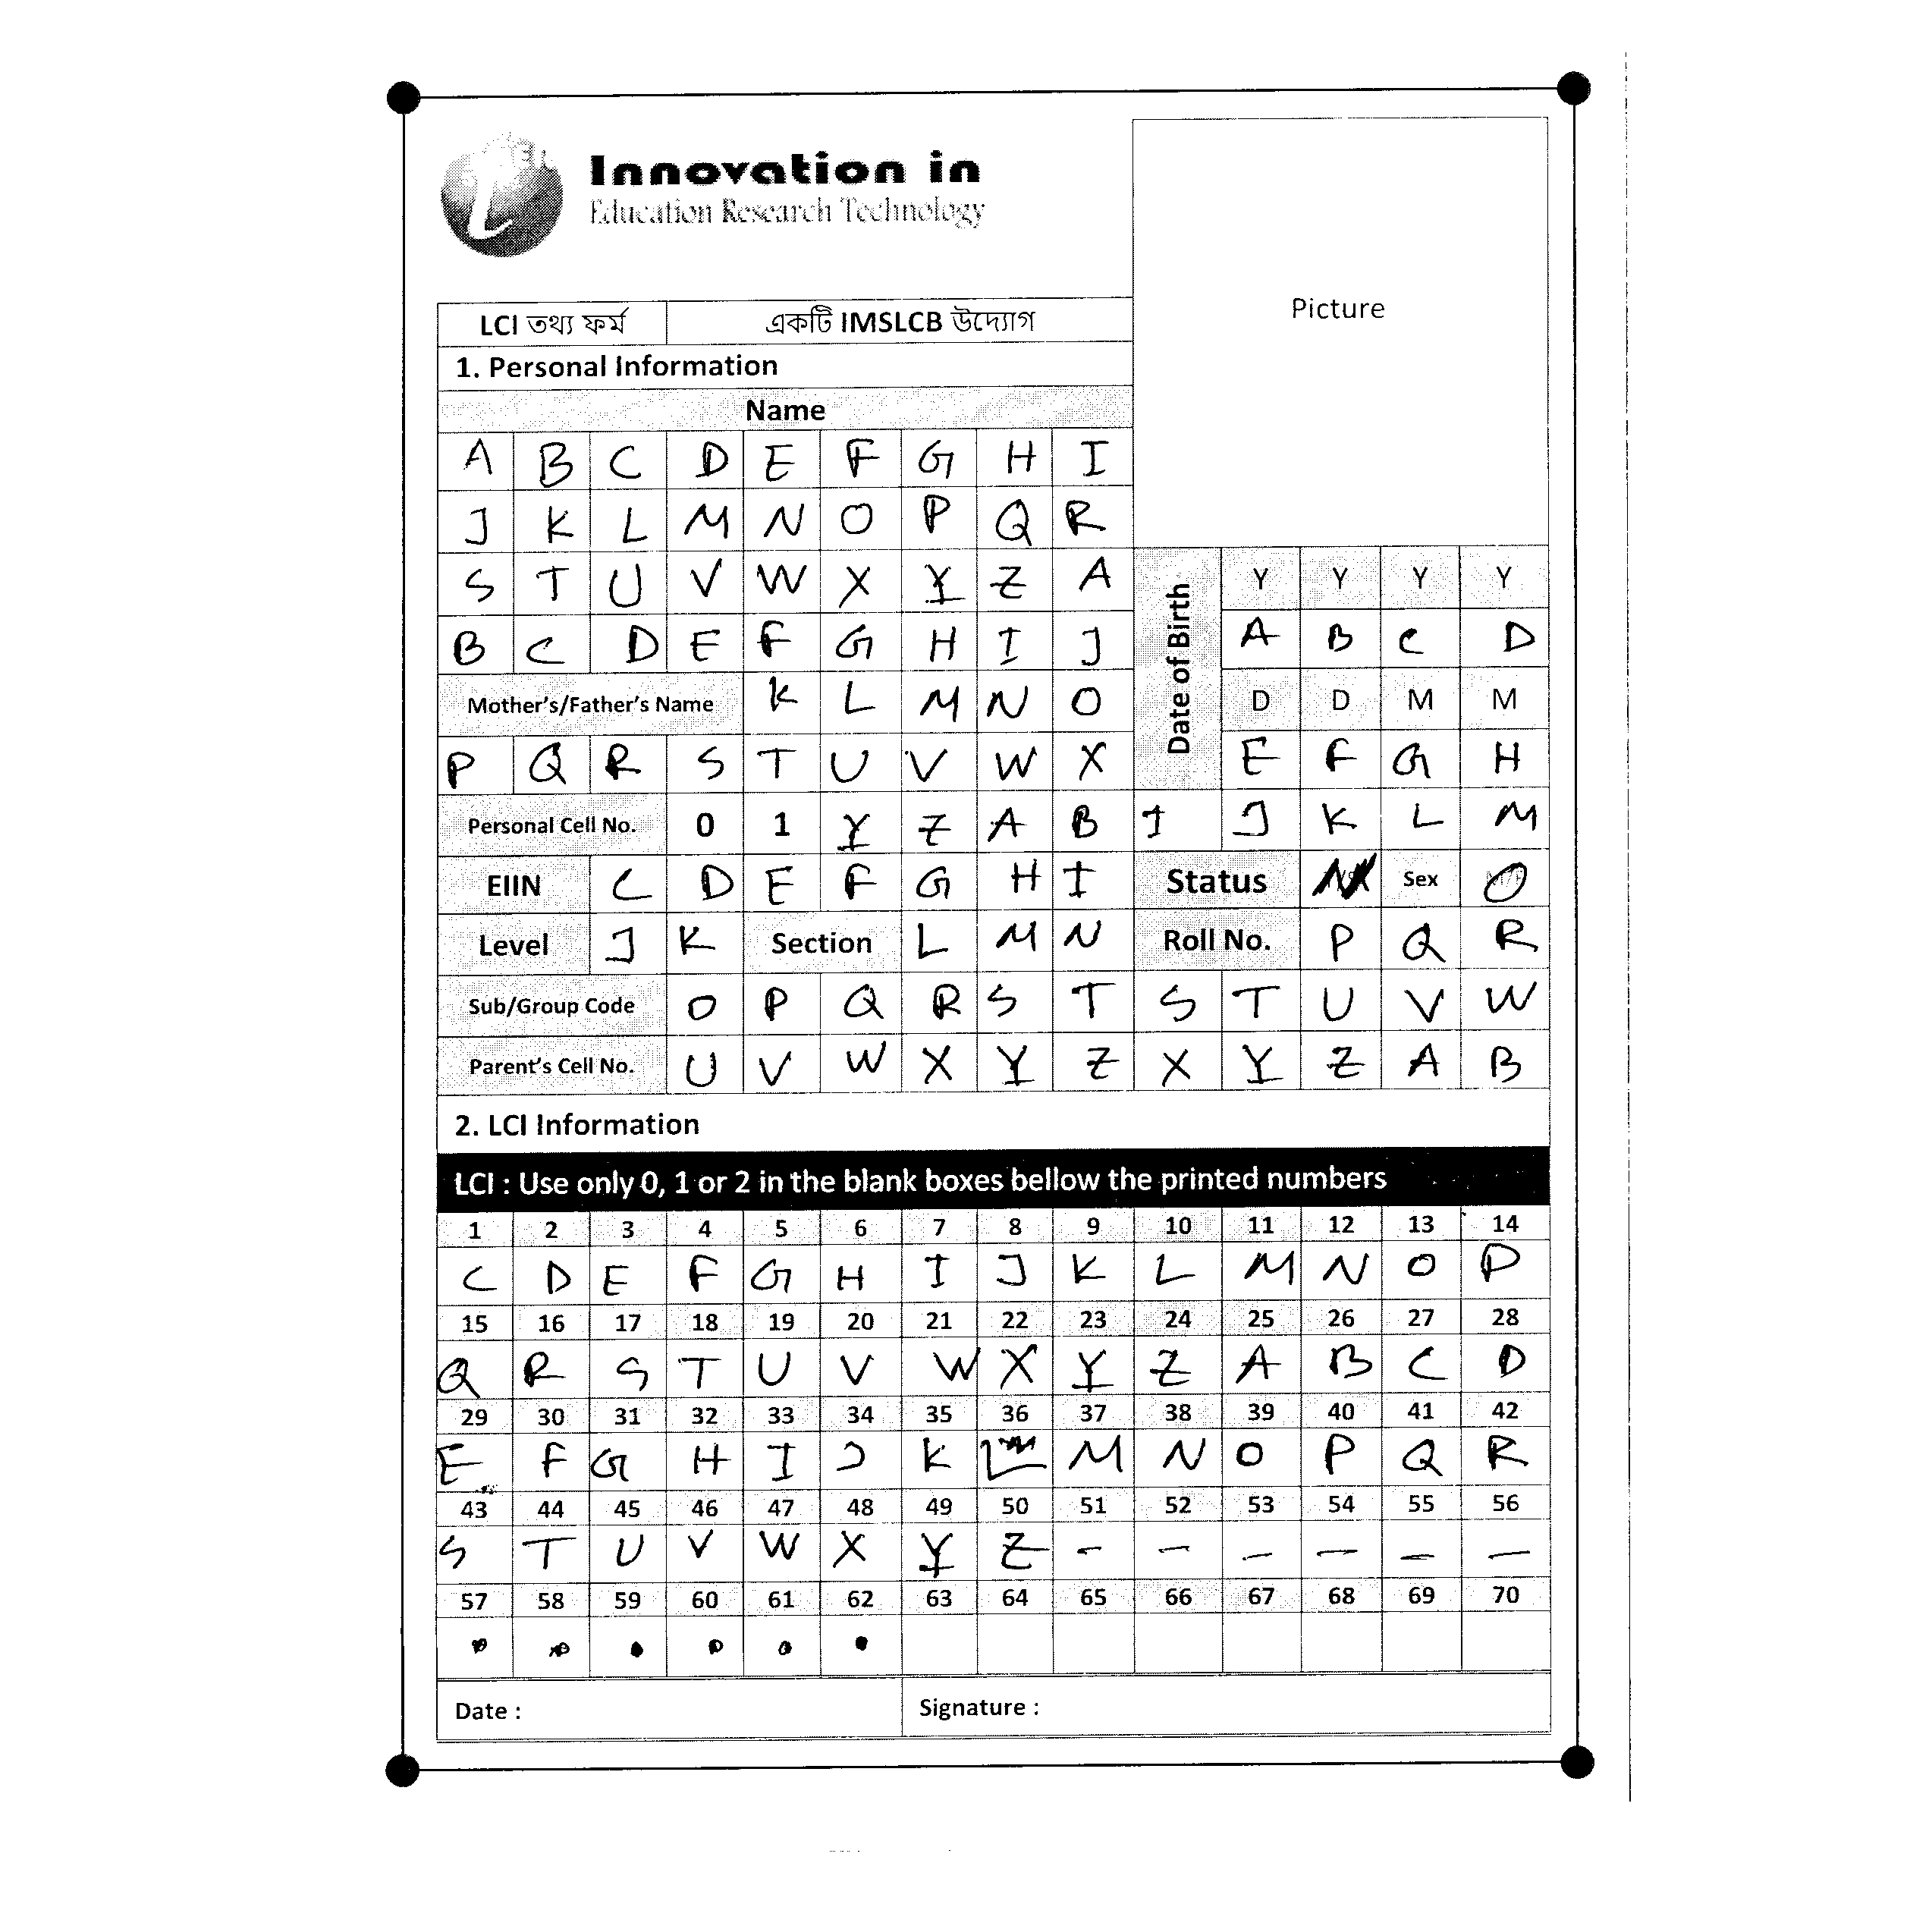 Innovation in
Education Research Technology
Picture
LCI তথ্য ফর্ম একটি IMSLCB উদ্যোগ
1. Personal Information
Name
A B C D E F G H I
J K L M N O P Q R
S T U V W X Y Z A
Date of Birth Y Y Y Y
B C D E F G H I J A B C D
Mother's/Father's Name K L M N O D D M M
P Q R S T U V W X E F G H
Personal Cell No. 0 1 Y Z A B I J K L M
EIIN C D E F G H I Status N Sex O
Level J K Section L M N Roll No. P Q R
Sub/Group Code O P Q R S T S T U V W
Parent's Cell No. U V W X Y Z X Y Z A B
2. LCI Information
LCI : Use only 0, 1 or 2 in the blank boxes bellow the printed numbers
1 2 3 4 5 6 7 8 9 10 11 12 13 14
C D E F G H I J K L M N O P
15 16 17 18 19 20 21 22 23 24 25 26 27 28
Q R S T U V W X Y Z A B C D
29 30 31 32 33 34 35 36 37 38 39 40 41 42
E F G H I J K L M N O P Q R
43 44 45 46 47 48 49 50 51 52 53 54 55 56
S T U V W X Y Z - - - - - -
57 58 59 60 61 62 63 64 65 66 67 68 69 70
Date : Signature :